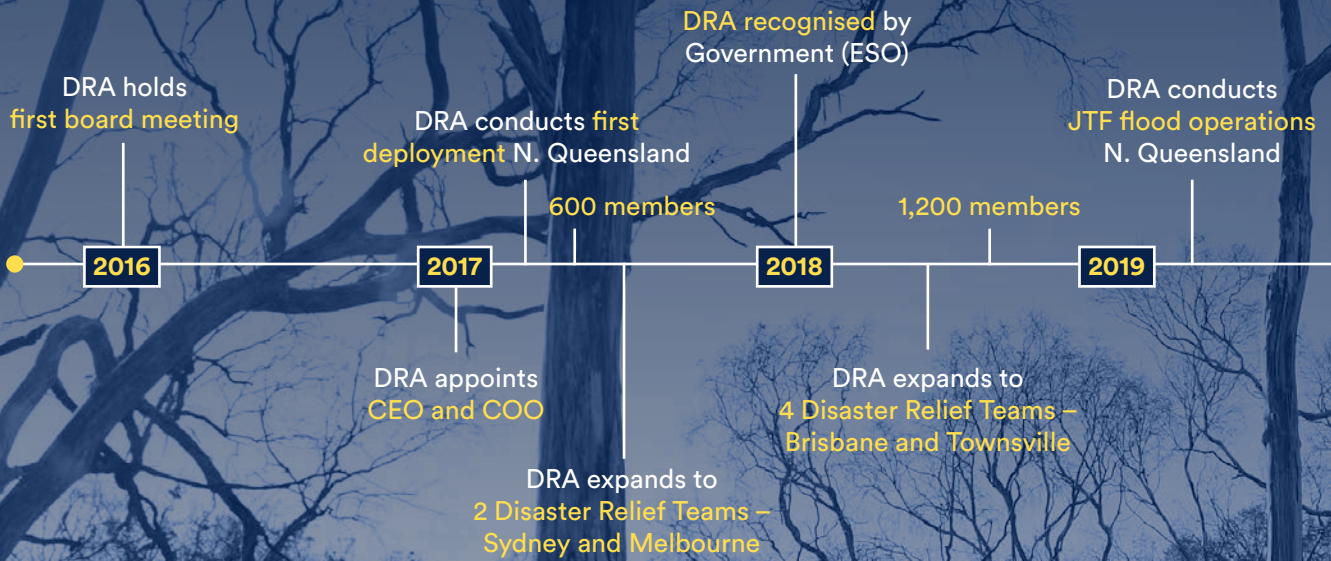 DRA holds
first board meeting
2016
DRA appoints
CEO and COO
2017
DRA conducts first
deployment N. Queensland
600 members
DRA expands to
2 Disaster Relief Teams –
Sydney and Melbourne
DRA recognised by
Government (ESO)
2018
DRA expands to
4 Disaster Relief Teams –
Brisbane and Townsville
1,200 members
2019
DRA conducts
JTF flood operations
N. Queensland